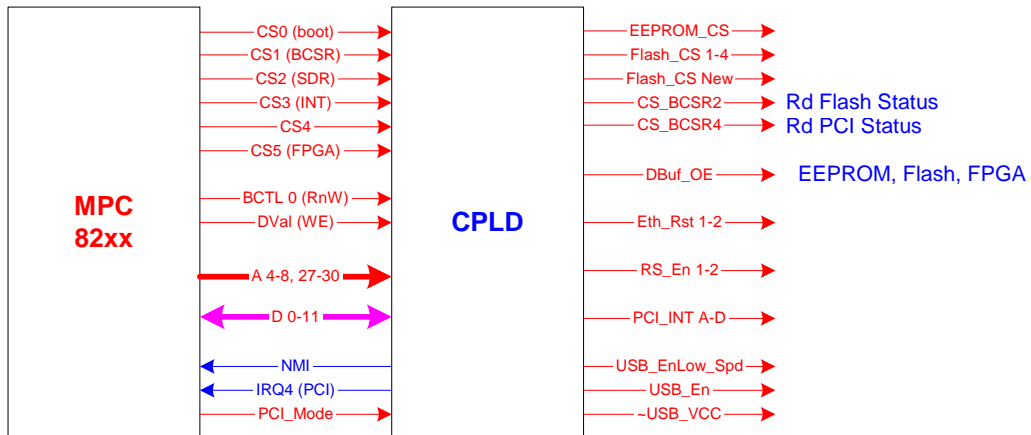 CS0 (boot)
CS1 (BCSR)
CS2 (SDR)
CS3 (INT)
CS4
CS5 (FPGA)
BCTL 0 (RnW)
DVal (WE)
A 4-8, 27-30
D 0-11
NMI
IRQ4 (PCI)
PCI_Mode
MPC
82xx
CPLD
EEPROM_CS
Flash_CS 1-4
Flash_CS New
CS_BCSR2 Rd Flash Status
CS_BCSR4 Rd PCI Status
DBuf_OE EEPROM, Flash, FPGA
Eth_Rst 1-2
RS_En 1-2
PCI_INT A-D
USB_EnLow_Spd
USB_En
~USB_VCC